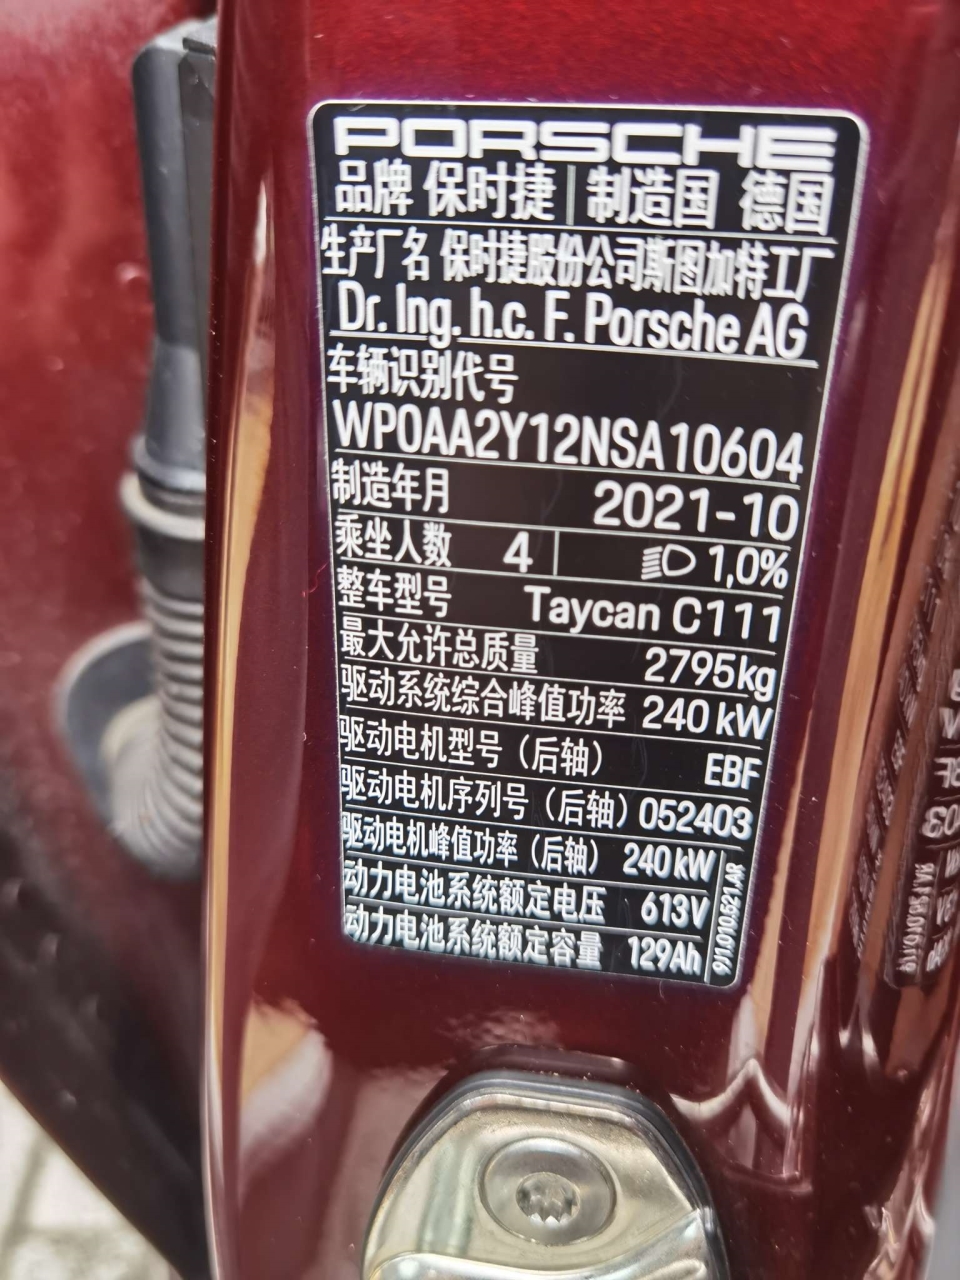 PORSCHE
品牌 保时捷 制造国 德国
生产厂名 保时捷股份公司斯图加特工厂
Dr. Ing. h.c. F. Porsche AG
车辆识别代号
WP0AA2Y12NSA10604
制造年月 2021-10
乘坐人数 4 1,0%
整车型号 Taycan C111
最大允许总质量 2795kg
驱动系统综合峰值功率 240 kW
驱动电机型号（后轴） EBF
驱动电机序列号（后轴）052403
驱动电机峰值功率（后轴） 240 kW
动力电池系统额定电压 613V
动力电池系统额定容量 129Ah
9J1.010.521.AR